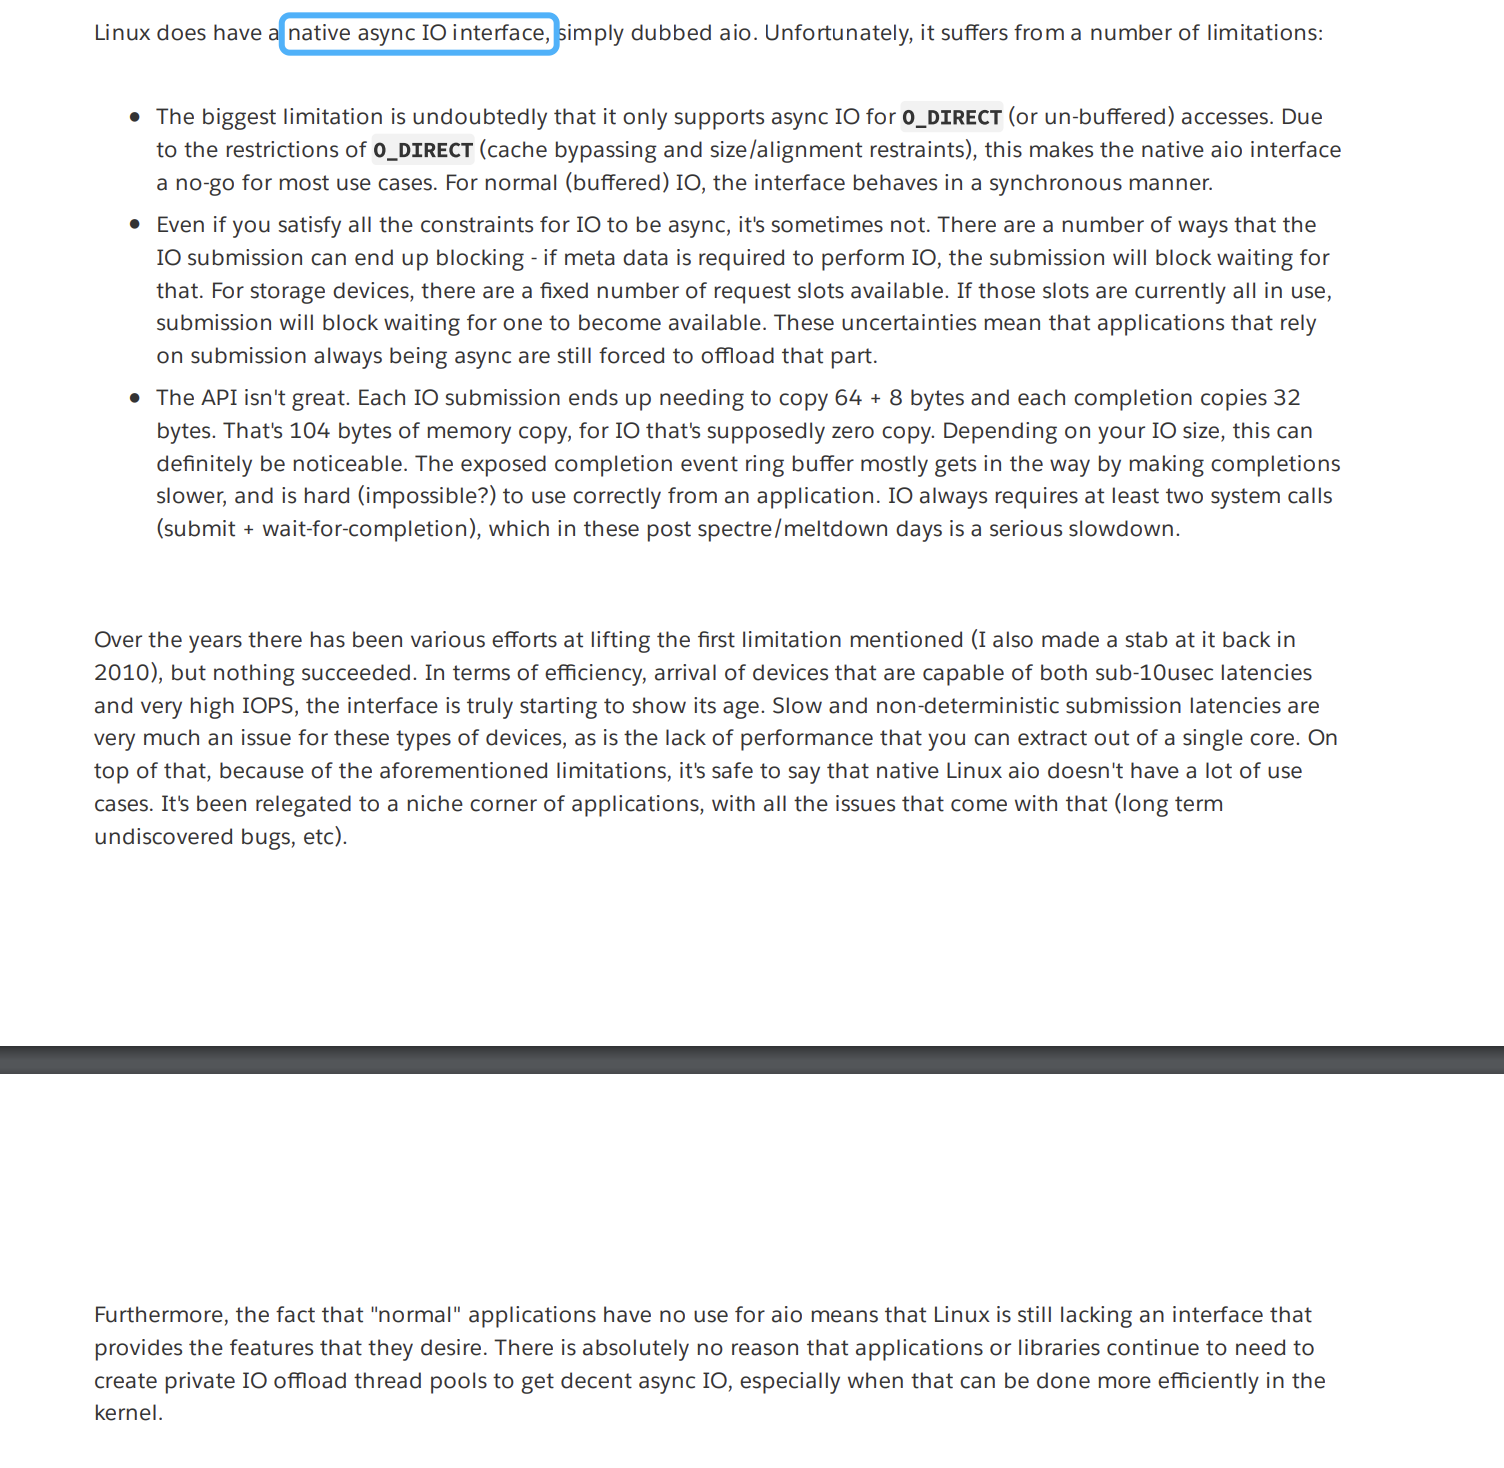 Linux does have a native async IO interface, simply dubbed aio. Unfortunately, it suffers from a number of limitations:
● The biggest limitation is undoubtedly that it only supports async IO for O_DIRECT (or un-buffered) accesses. Due
to the restrictions of O_DIRECT (cache bypassing and size/alignment restraints), this makes the native aio interface
a no-go for most use cases. For normal (buffered) IO, the interface behaves in a synchronous manner.
● Even if you satisfy all the constraints for IO to be async, it's sometimes not. There are a number of ways that the
IO submission can end up blocking - if meta data is required to perform IO, the submission will block waiting for
that. For storage devices, there are a fixed number of request slots available. If those slots are currently all in use,
submission will block waiting for one to become available. These uncertainties mean that applications that rely
on submission always being async are still forced to offload that part.
● The API isn't great. Each IO submission ends up needing to copy 64 + 8 bytes and each completion copies 32
bytes. That's 104 bytes of memory copy, for IO that's supposedly zero copy. Depending on your IO size, this can
definitely be noticeable. The exposed completion event ring buffer mostly gets in the way by making completions
slower, and is hard (impossible?) to use correctly from an application. IO always requires at least two system calls
(submit + wait-for-completion), which in these post spectre/meltdown days is a serious slowdown.
Over the years there has been various efforts at lifting the first limitation mentioned (I also made a stab at it back in
2010), but nothing succeeded. In terms of efficiency, arrival of devices that are capable of both sub-10usec latencies
and very high IOPS, the interface is truly starting to show its age. Slow and non-deterministic submission latencies are
very much an issue for these types of devices, as is the lack of performance that you can extract out of a single core. On
top of that, because of the aforementioned limitations, it's safe to say that native Linux aio doesn't have a lot of use
cases. It's been relegated to a niche corner of applications, with all the issues that come with that (long term
undiscovered bugs, etc).
Furthermore, the fact that "normal" applications have no use for aio means that Linux is still lacking an interface that
provides the features that they desire. There is absolutely no reason that applications or libraries continue to need to
create private IO offload thread pools to get decent async IO, especially when that can be done more efficiently in the
kernel.